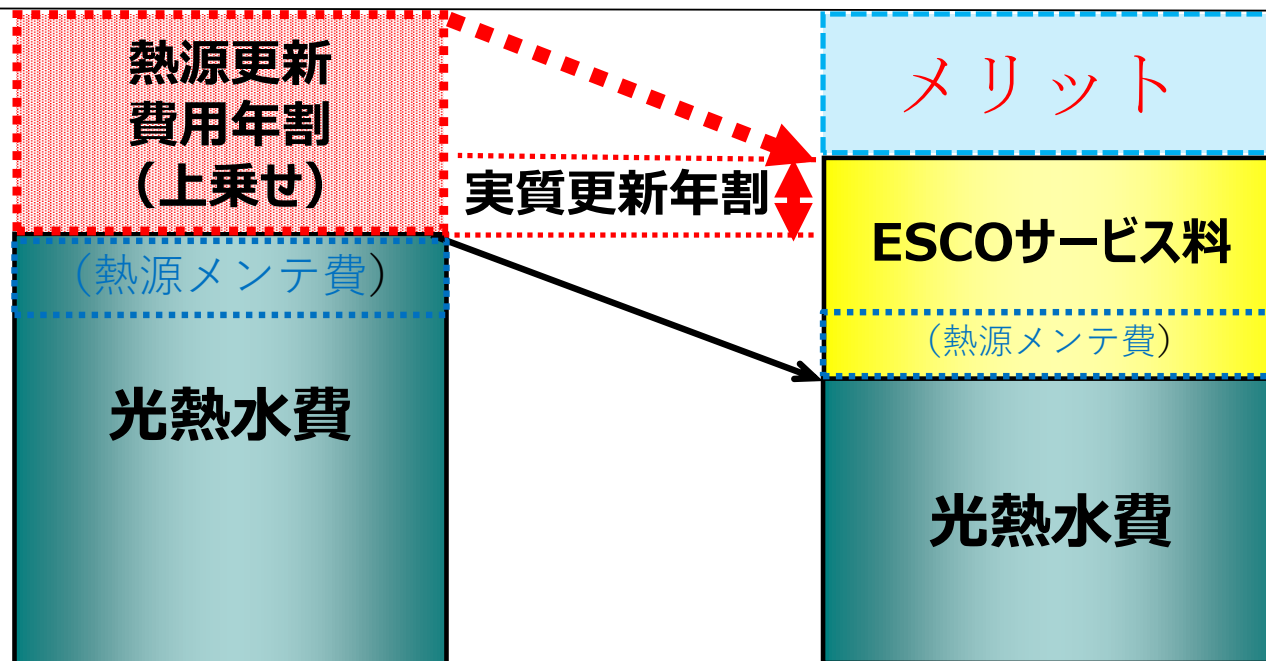 熱源更新
費用年割
（上乗せ）
（熱源メンテ費）
光熱水費
実質更新年割
メリット
ESCOサービス料
（熱源メンテ費）
光熱水費